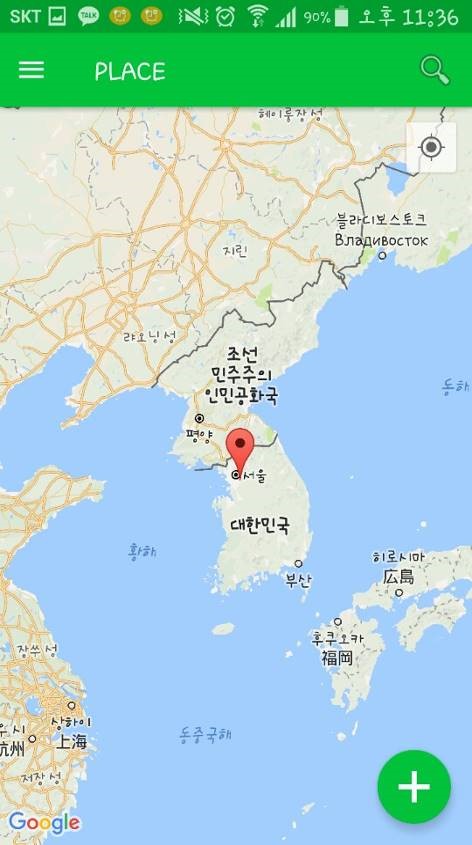 SKT TALK 90% 오후 11:36
PLACE
헤이룽장성
블라디보스토크
Владивосток
지린
랴오닝성
조선
민주주의
인민공화국
동해
평양
서울
대한민국
황해
부산
히로시마
広島
후쿠오카
福岡
장쑤성
상하이
上海
우시
杭州
동중국해
저장성
+
Google